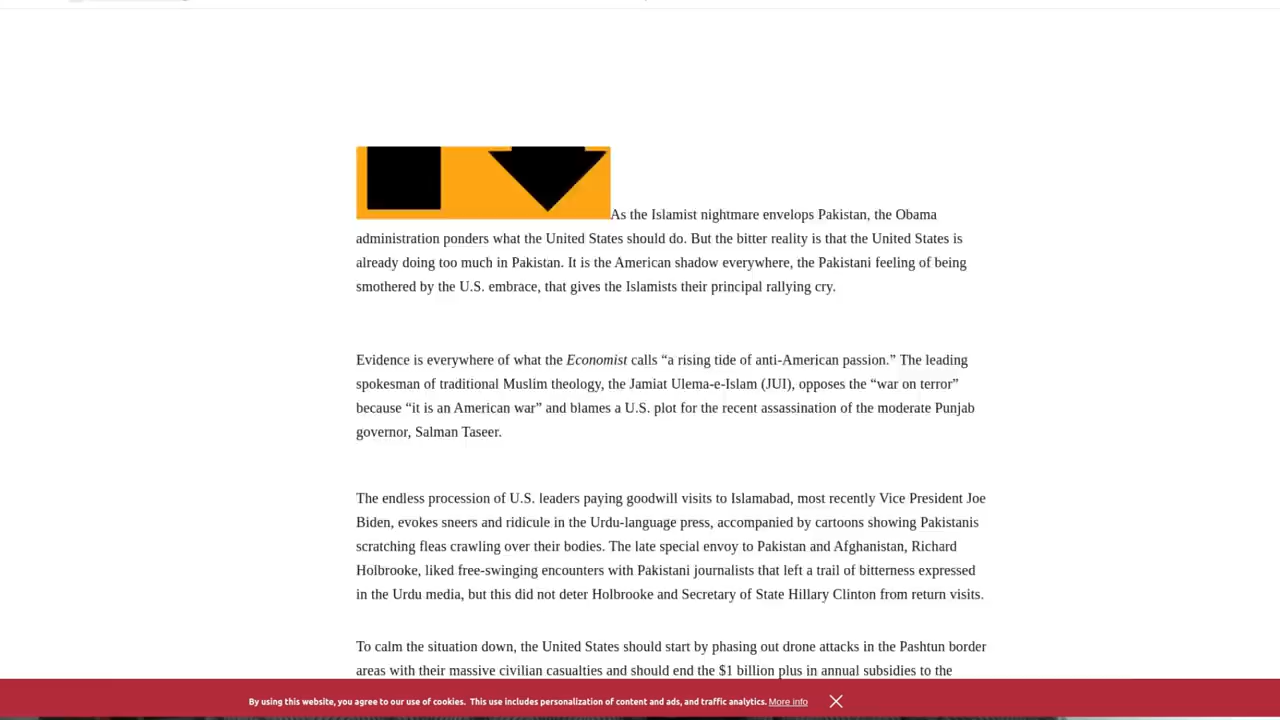 As the Islamist nightmare envelops Pakistan, the Obama
administration ponders what the United States should do. But the bitter reality is that the United States is
already doing too much in Pakistan. It is the American shadow everywhere, the Pakistani feeling of being
smothered by the U.S. embrace, that gives the Islamists their principal rallying cry.
Evidence is everywhere of what the Economist calls “a rising tide of anti-American passion.” The leading
spokesman of traditional Muslim theology, the Jamiat Ulema-e-Islam (JUI), opposes the “war on terror”
because “it is an American war” and blames a U.S. plot for the recent assassination of the moderate Punjab
governor, Salman Taseer.
The endless procession of U.S. leaders paying goodwill visits to Islamabad, most recently Vice President Joe
Biden, evokes sneers and ridicule in the Urdu-language press, accompanied by cartoons showing Pakistanis
scratching fleas crawling over their bodies. The late special envoy to Pakistan and Afghanistan, Richard
Holbrooke, liked free-swinging encounters with Pakistani journalists that left a trail of bitterness expressed
in the Urdu media, but this did not deter Holbrooke and Secretary of State Hillary Clinton from return visits.
To calm the situation down, the United States should start by phasing out drone attacks in the Pashtun border
areas with their massive civilian casualties and should end the $1 billion plus in annual subsidies to the
By using this website, you agree to our use of cookies. This use includes personalization of content and ads, and traffic analytics. More info